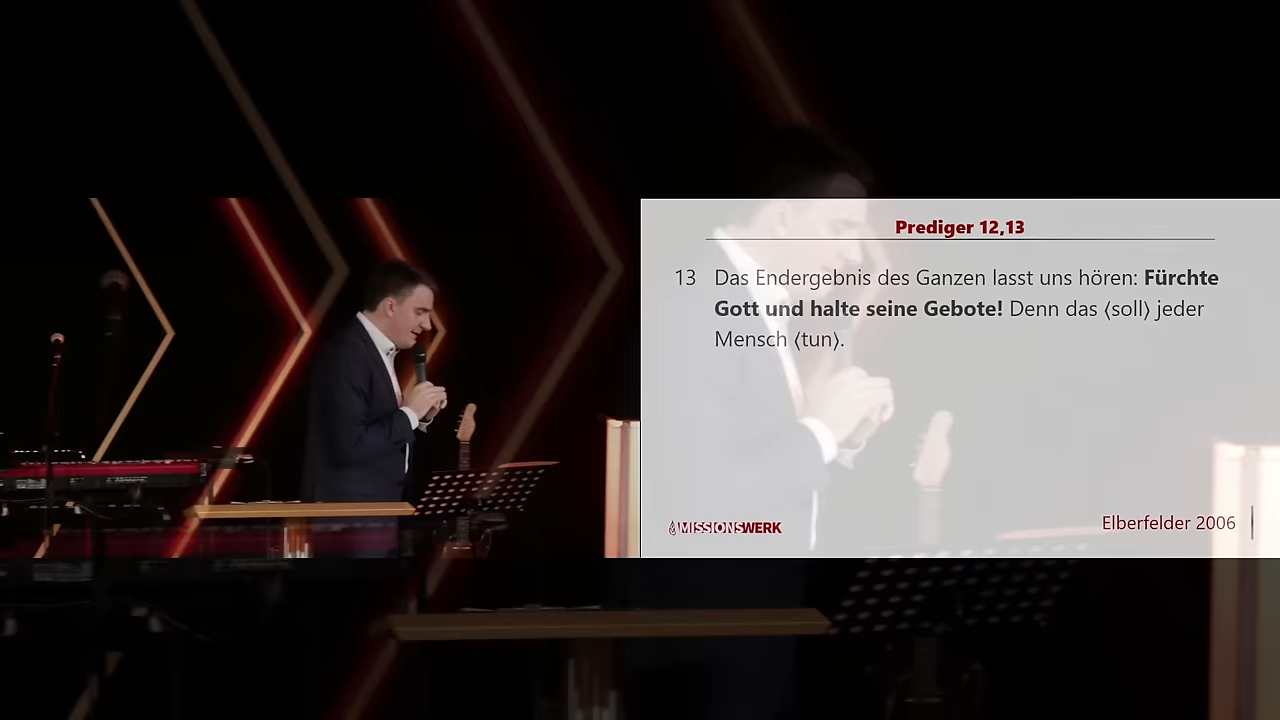 Prediger 12,13
13 Das Endergebnis des Ganzen lasst uns hören: Fürchte
Gott und halte seine Gebote! Denn das ⟨soll⟩ jeder
Mensch ⟨tun⟩.
MISSIONSWERK
Elberfelder 2006